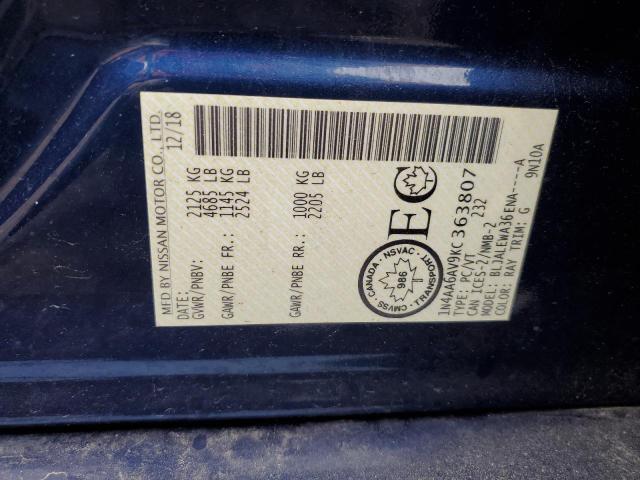 MFD BY NISSAN MOTOR CO., LTD.
DATE: 12/18
GVWR/PNBV: 2125 KG
4685 LB
GAWR/PNBE FR: 1145 KG
2524 LB
GAWR/PNBE RR: 1000 KG
2205 LB
CANADA · NSVAC
986
CMVSS · TRANSPORT
EC
1N4AA6AV9KC363807
TYPE: PC/VT 232
CAN ICES-2/NMB-2
MODEL: BLJALEWA36ENA----A
COLOR: RAY TRIM: G 9N10A